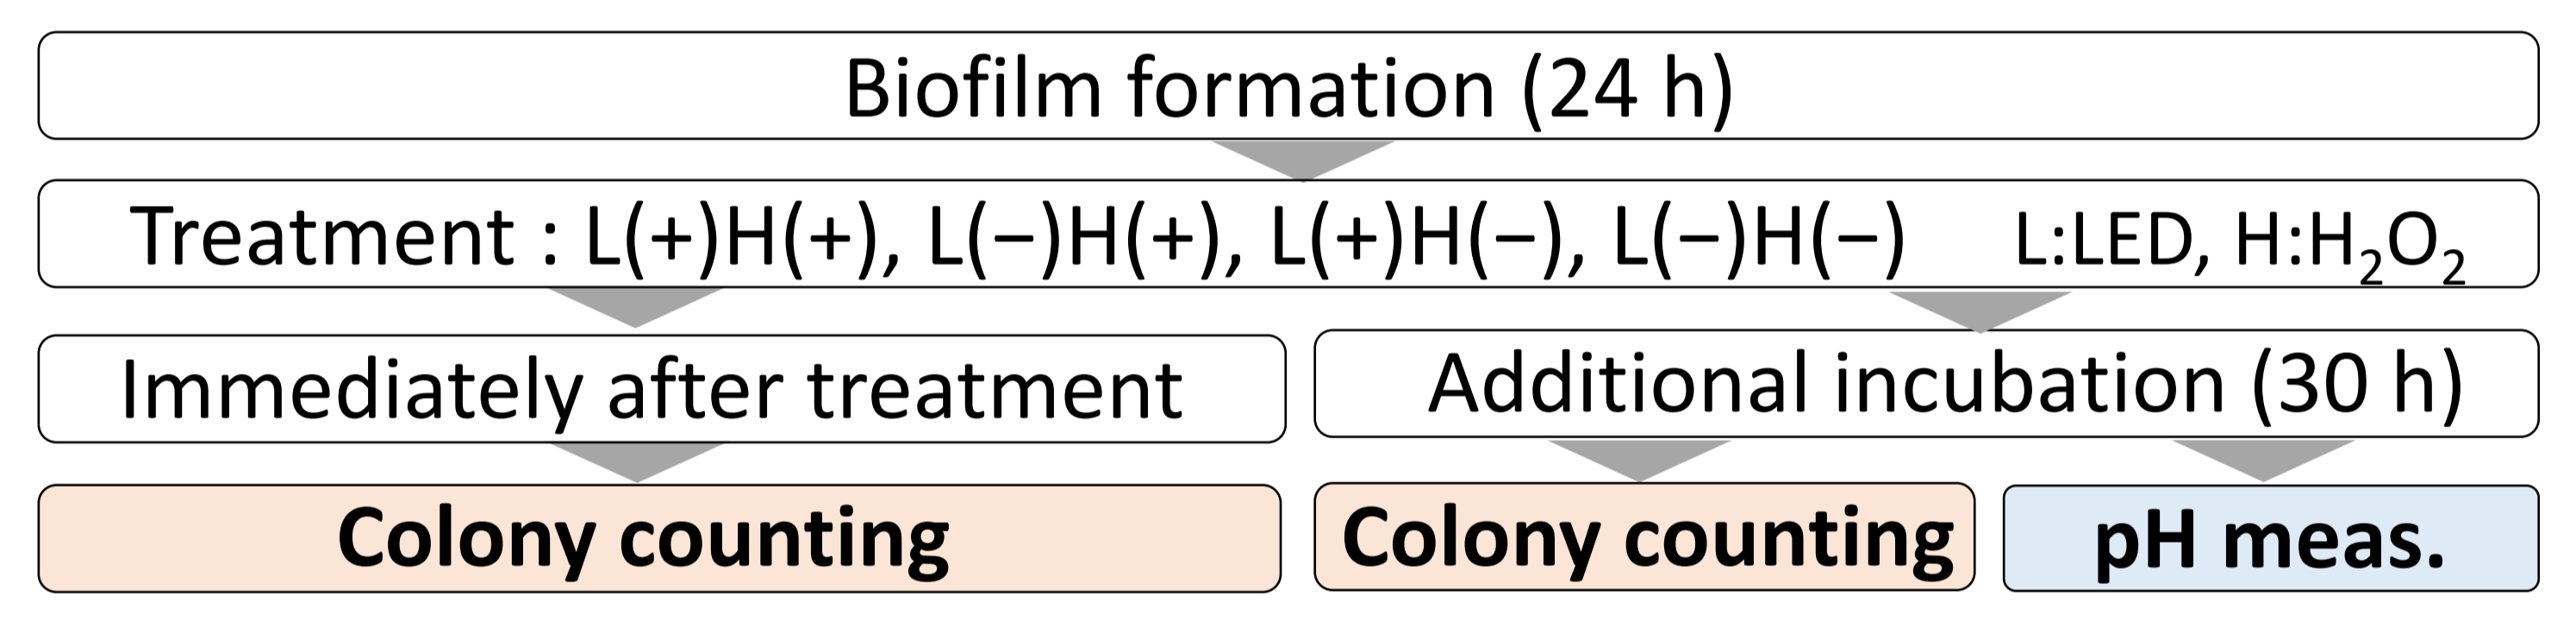 Biofilm formation (24 h)
Treatment : L(+)H(+), L(−)H(+), L(+)H(−), L(−)H(−) L:LED, H:H₂O₂
Immediately after treatment
Additional incubation (30 h)
Colony counting
Colony counting
pH meas.